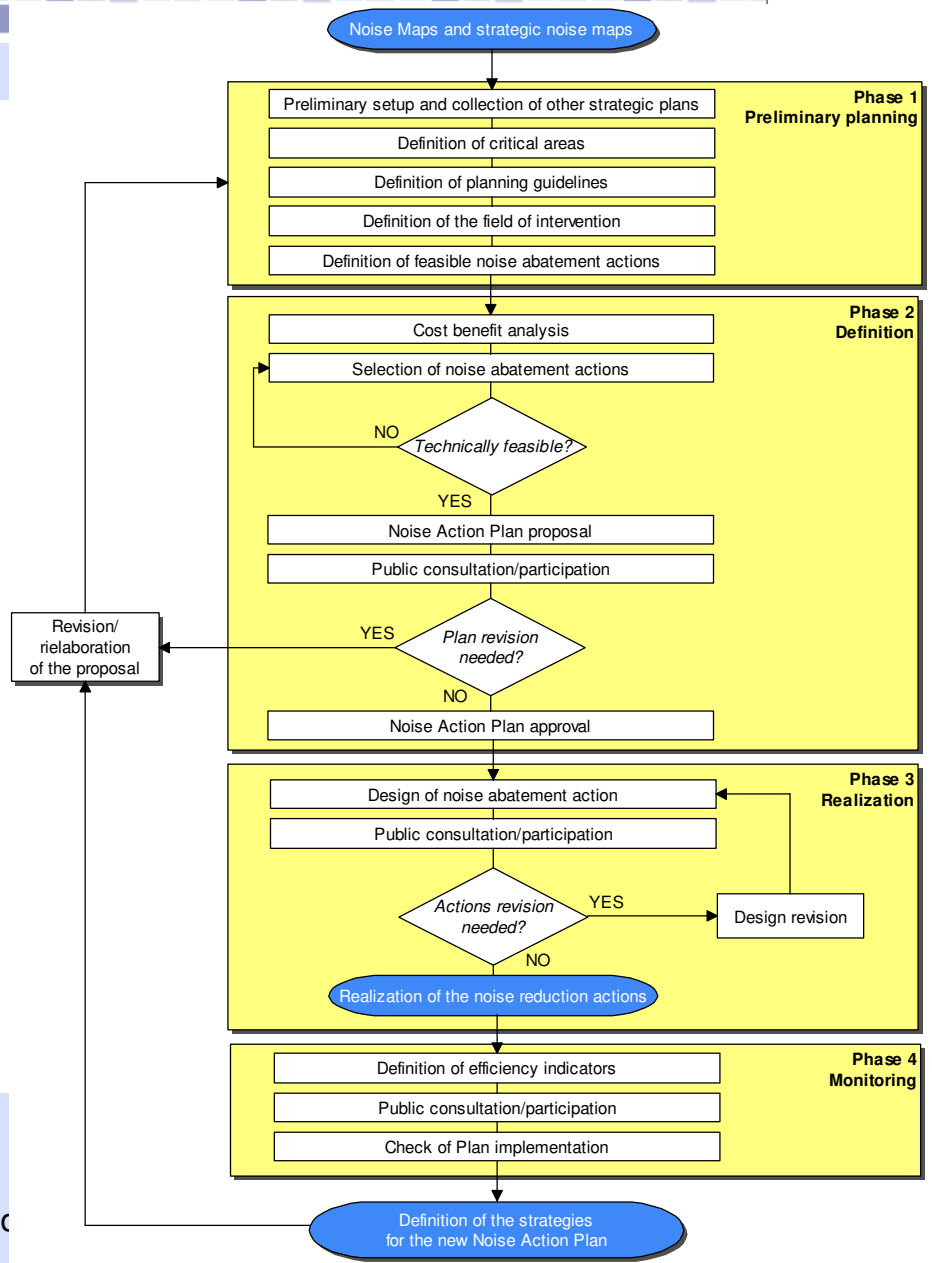 Noise Maps and strategic noise maps
Phase 1
Preliminary planning
Preliminary setup and collection of other strategic plans
Definition of critical areas
Definition of planning guidelines
Definition of the field of intervention
Definition of feasible noise abatement actions
Phase 2
Definition
Cost benefit analysis
Selection of noise abatement actions
NO
Technically feasible?
YES
Noise Action Plan proposal
Public consultation/participation
Revision/
rielaboration
of the proposal
YES
Plan revision
needed?
NO
Noise Action Plan approval
Phase 3
Realization
Design of noise abatement action
Public consultation/participation
Actions revision
needed?
YES
Design revision
NO
Realization of the noise reduction actions
Phase 4
Monitoring
Definition of efficiency indicators
Public consultation/participation
Check of Plan implementation
Definition of the strategies
for the new Noise Action Plan